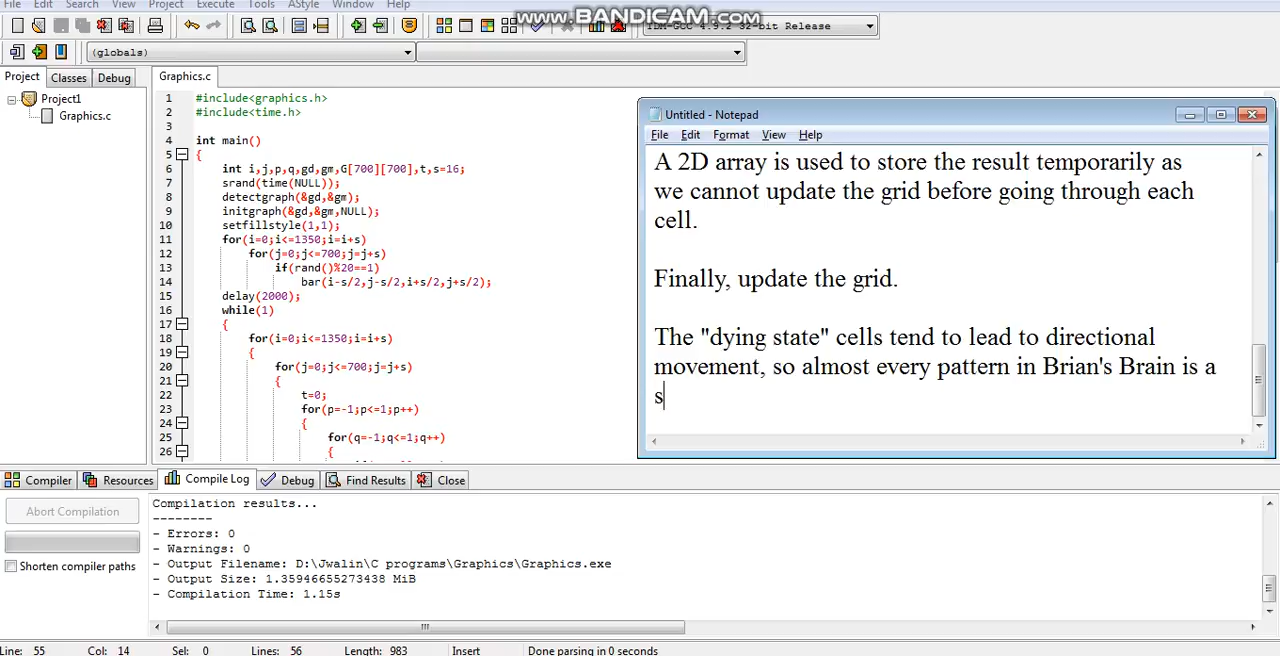 File Edit Search View Project Execute Tools AStyle Window Help
www.BANDICAM.com
32-bit Release
(globals)
Project Classes Debug
Graphics.c
Project1
Graphics.c
1 #include<graphics.h>
2 #include<time.h>
3
4 int main()
5 {
6 int i,j,p,q,gd,gm,G[700][700],t,s=16;
7 srand(time(NULL));
8 detectgraph(&gd,&gm);
9 initgraph(&gd,&gm,NULL);
10 setfillstyle(1,1);
11 for(i=0;i<=1350;i=i+s)
12 for(j=0;j<=700;j=j+s)
13 if(rand()%20==1)
14 bar(i-s/2,j-s/2,i+s/2,j+s/2);
15 delay(2000);
16 while(1)
17 {
18 for(i=0;i<=1350;i=i+s)
19 {
20 for(j=0;j<=700;j=j+s)
21 {
22 t=0;
23 for(p=-1;p<=1;p++)
24 {
25 for(q=-1;q<=1;q++)
26 {
Untitled - Notepad
File Edit Format View Help
A 2D array is used to store the result temporarily as
we cannot update the grid before going through each
cell.
Finally, update the grid.
The "dying state" cells tend to lead to directional
movement, so almost every pattern in Brian's Brain is a
s
Compiler Resources Compile Log Debug Find Results Close
Abort Compilation
Shorten compiler paths
Compilation results...
--------
- Errors: 0
- Warnings: 0
- Output Filename: D:\Jwalin\C programs\Graphics\Graphics.exe
- Output Size: 1.35946655273438 MiB
- Compilation Time: 1.15s
Line: 55 Col: 14 Sel: 0 Lines: 56 Length: 983 Insert Done parsing in 0 seconds